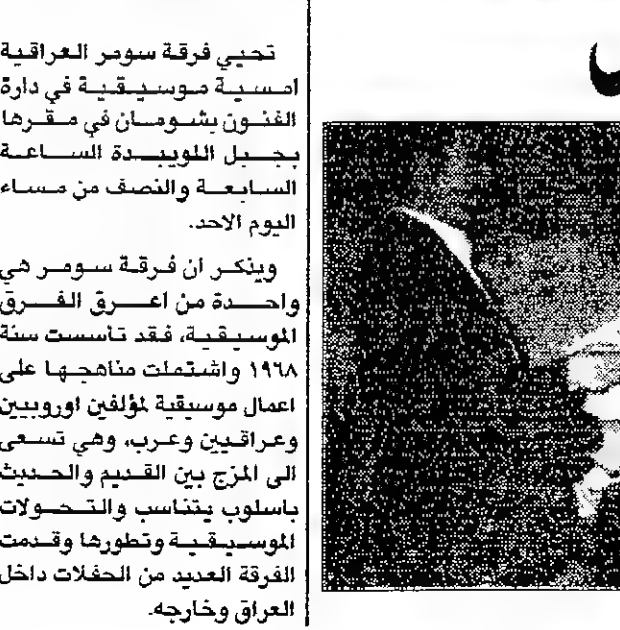 تحيي فرقة سومر العراقية
امسية موسيقية في دارة
الفنون بشومان في مقرها
بجبل اللويبدة الساعة
السابعة والنصف من مساء
اليوم الاحد.
ويذكر ان فرقة سومر هي
واحدة من اعرق الفرق
الموسيقية، فقد تاسست سنة
١٩٦٨ واشتملت مناهجها على
اعمال موسيقية لمؤلفين اوروبيين
وعراقيين وعرب، وهي تسعى
الى المزج بين القديم والحديث
باسلوب يتناسب والتحولات
الموسيقية وتطورها وقدمت
الفرقة العديد من الحفلات داخل
العراق وخارجه.